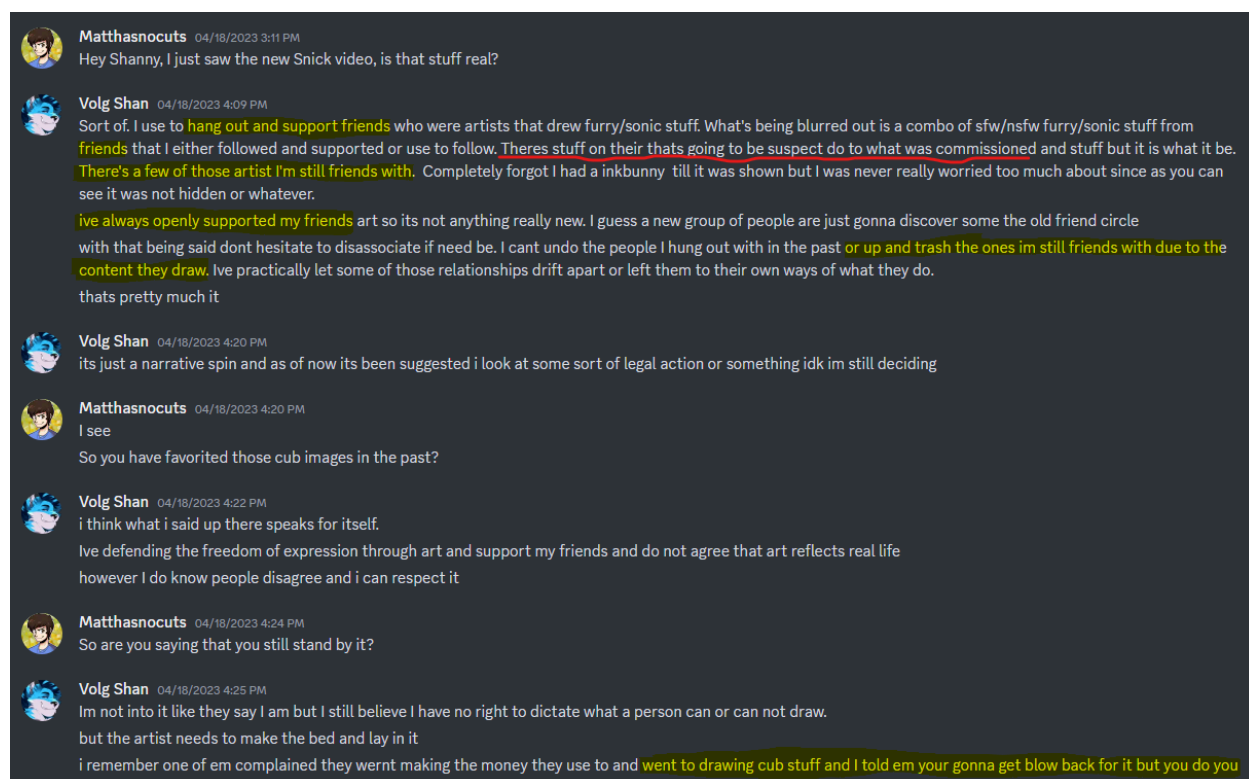 Matthasnocuts 04/18/2023 3:11 PM
Hey Shanny, I just saw the new Snick video, is that stuff real?
Volg Shan 04/18/2023 4:09 PM
Sort of. I use to hang out and support friends who were artists that drew furry/sonic stuff. What's being blurred out is a combo of sfw/nsfw furry/sonic stuff from
friends that I either followed and supported or use to follow. Theres stuff on their thats going to be suspect do to what was commissioned and stuff but it is what it be.
There's a few of those artist I'm still friends with. Completely forgot I had a inkbunny till it was shown but I was never really worried too much about since as you can
see it was not hidden or whatever.
ive always openly supported my friends art so its not anything really new. I guess a new group of people are just gonna discover some the old friend circle
with that being said dont hesitate to disassociate if need be. I cant undo the people I hung out with in the past or up and trash the ones im still friends with due to the
content they draw. Ive practically let some of those relationships drift apart or left them to their own ways of what they do.
thats pretty much it
Volg Shan 04/18/2023 4:20 PM
its just a narrative spin and as of now its been suggested i look at some sort of legal action or something idk im still deciding
Matthasnocuts 04/18/2023 4:20 PM
I see
So you have favorited those cub images in the past?
Volg Shan 04/18/2023 4:22 PM
i think what i said up there speaks for itself.
Ive defending the freedom of expression through art and support my friends and do not agree that art reflects real life
however I do know people disagree and i can respect it
Matthasnocuts 04/18/2023 4:24 PM
So are you saying that you still stand by it?
Volg Shan 04/18/2023 4:25 PM
Im not into it like they say I am but I still believe I have no right to dictate what a person can or can not draw.
but the artist needs to make the bed and lay in it
i remember one of em complained they wernt making the money they use to and went to drawing cub stuff and I told em your gonna get blow back for it but you do you